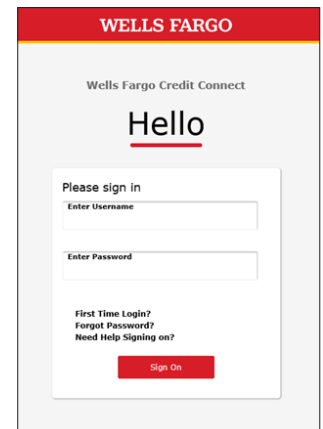 WELLS FARGO
Wells Fargo Credit Connect
Hello
Please sign in
Enter Username
Enter Password
First Time Login?
Forgot Password?
Need Help Signing on?
Sign On